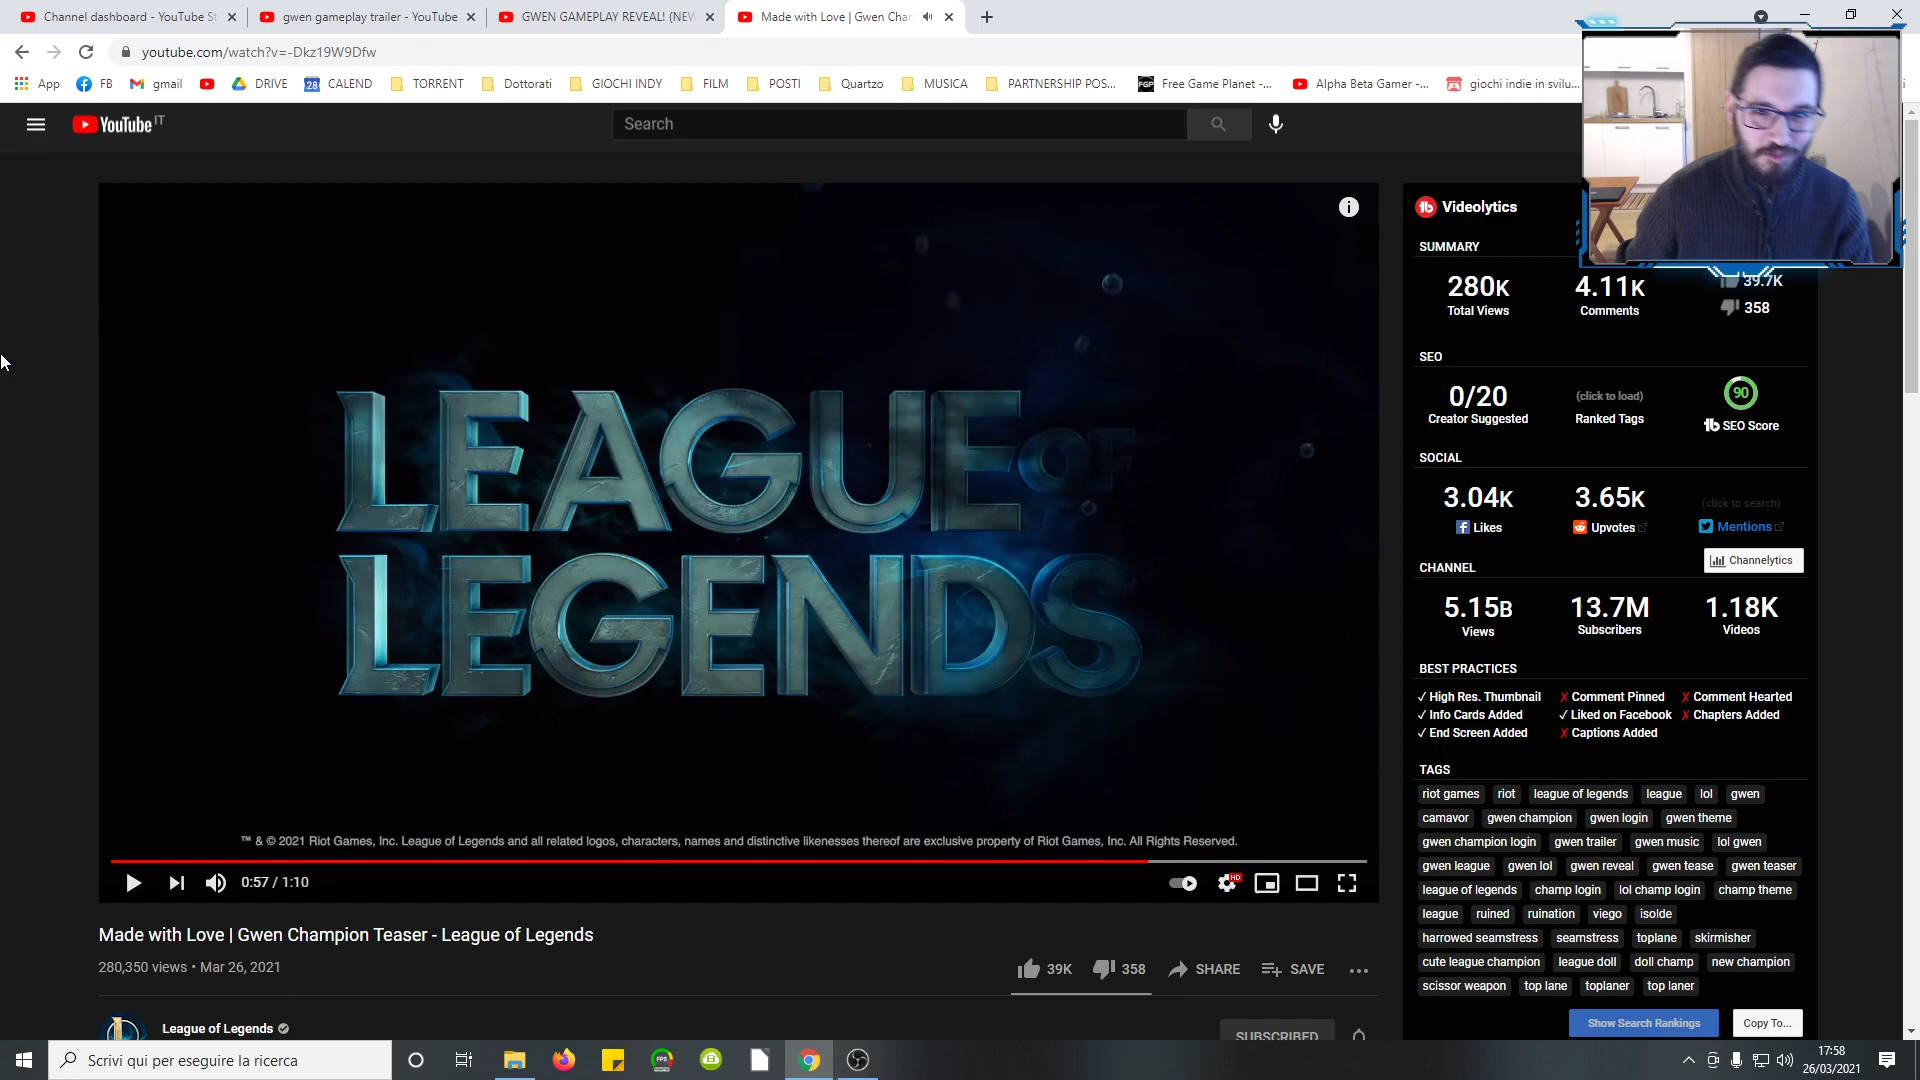 Channel dashboard - YouTube St
gwen gameplay trailer - YouTube
GWEN GAMEPLAY REVEAL! (NEW
Made with Love | Gwen Cham
youtube.com/watch?v=-Dkz19W9Dfw
App
FB
gmail
DRIVE
28
CALEND
TORRENT
Dottorati
GIOCHI INDY
FILM
POSTI
Quartzo
MUSICA
PARTNERSHIP POS...
FGP
Free Game Planet -...
Alpha Beta Gamer -...
giochi indie in svilu...
YouTube IT
Search
LEAGUE OF
LEGENDS
™ & © 2021 Riot Games, Inc. League of Legends and all related logos, characters, names and distinctive likenesses thereof are exclusive property of Riot Games, Inc. All Rights Reserved.
0:57 / 1:10
HD
Made with Love | Gwen Champion Teaser - League of Legends
280,350 views • Mar 26, 2021
39K
358
SHARE
SAVE
League of Legends
SUBSCRIBED
Videolytics
SUMMARY
280K
4.11K
39.7K
Total Views
Comments
358
SEO
0/20
(click to load)
90
Creator Suggested
Ranked Tags
SEO Score
SOCIAL
3.04K
3.65K
(click to search)
Likes
Upvotes
Mentions
CHANNEL
Channelytics
5.15B
13.7M
1.18K
Views
Subscribers
Videos
BEST PRACTICES
✓ High Res. Thumbnail ✗ Comment Pinned ✗ Comment Hearted
✓ Info Cards Added ✓ Liked on Facebook ✗ Chapters Added
✓ End Screen Added ✗ Captions Added
TAGS
riot games riot league of legends league lol gwen
camavor gwen champion gwen login gwen theme
gwen champion login gwen trailer gwen music lol gwen
gwen league gwen lol gwen reveal gwen tease gwen teaser
league of legends champ login lol champ login champ theme
league ruined ruination viego isolde
harrowed seamstress seamstress toplane skirmisher
cute league champion league doll doll champ new champion
scissor weapon top lane toplaner top laner
Show Search Rankings
Copy To...
Scrivi qui per eseguire la ricerca
FPS
17:58
26/03/2021